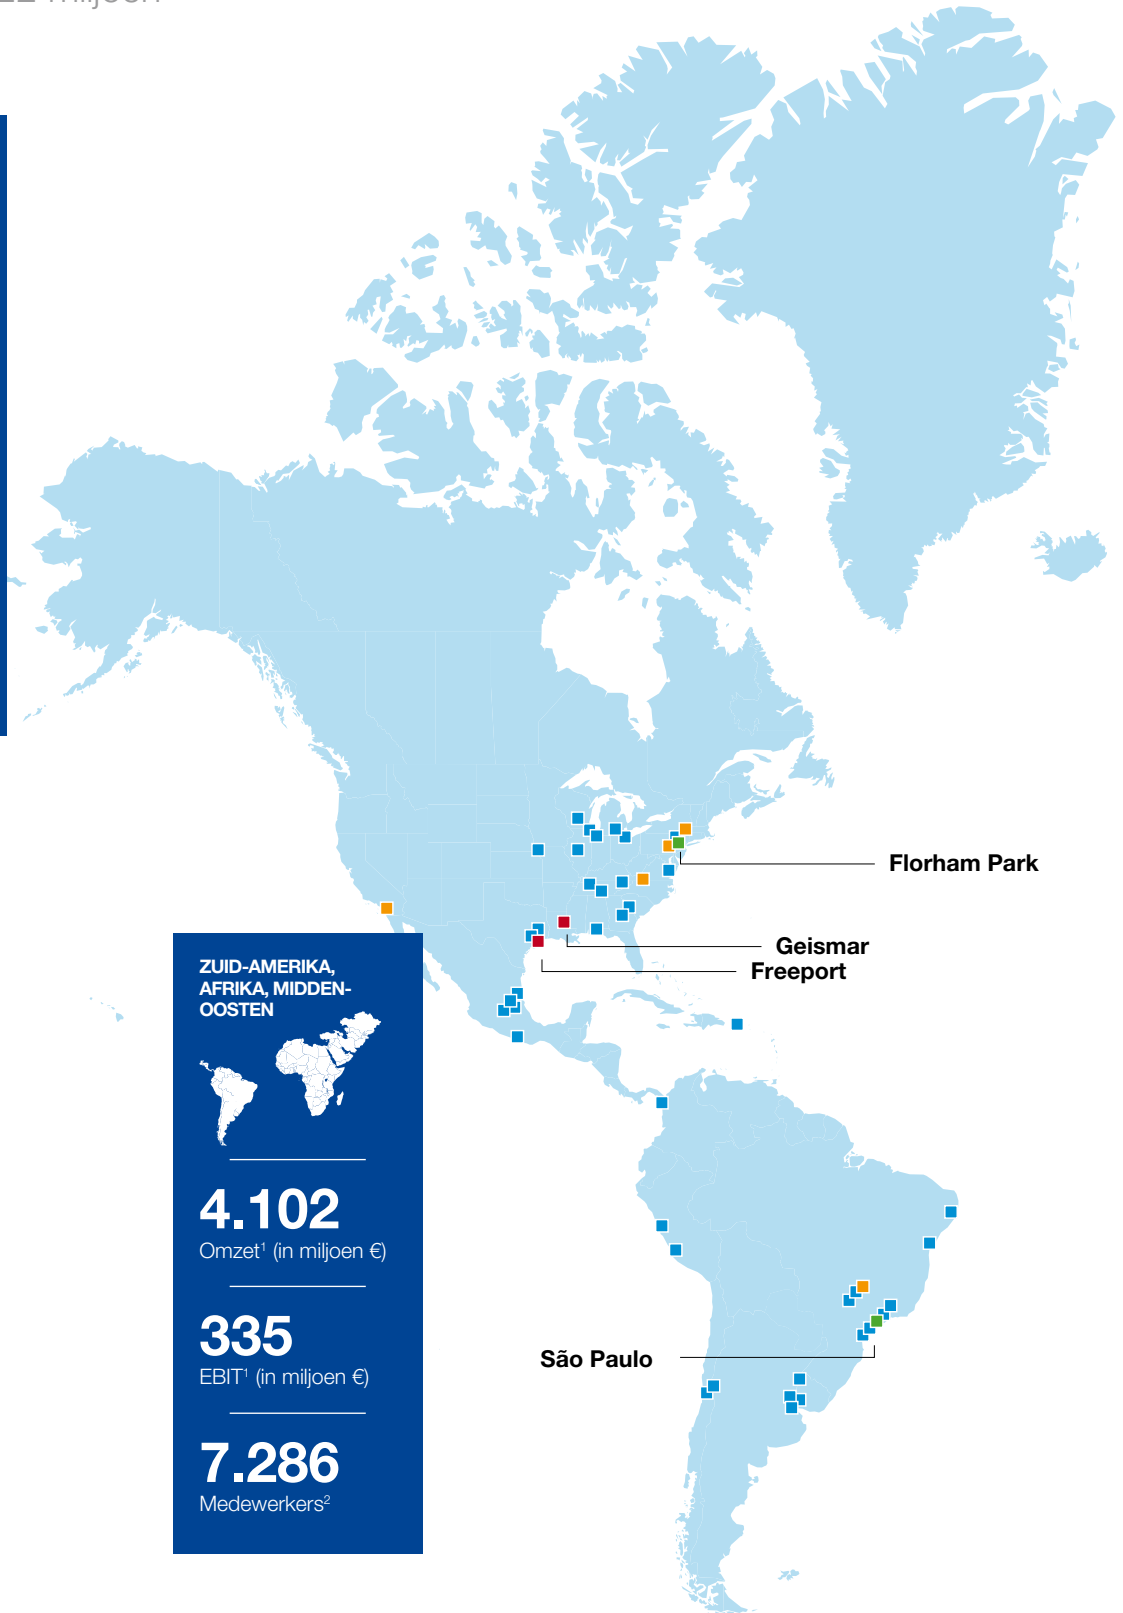 miljoen
Florham Park
Geismar
Freeport
ZUID-AMERIKA,
AFRIKA, MIDDEN-
OOSTEN
4.102
Omzet¹ (in miljoen €)
335
EBIT¹ (in miljoen €)
São Paulo
7.286
Medewerkers²